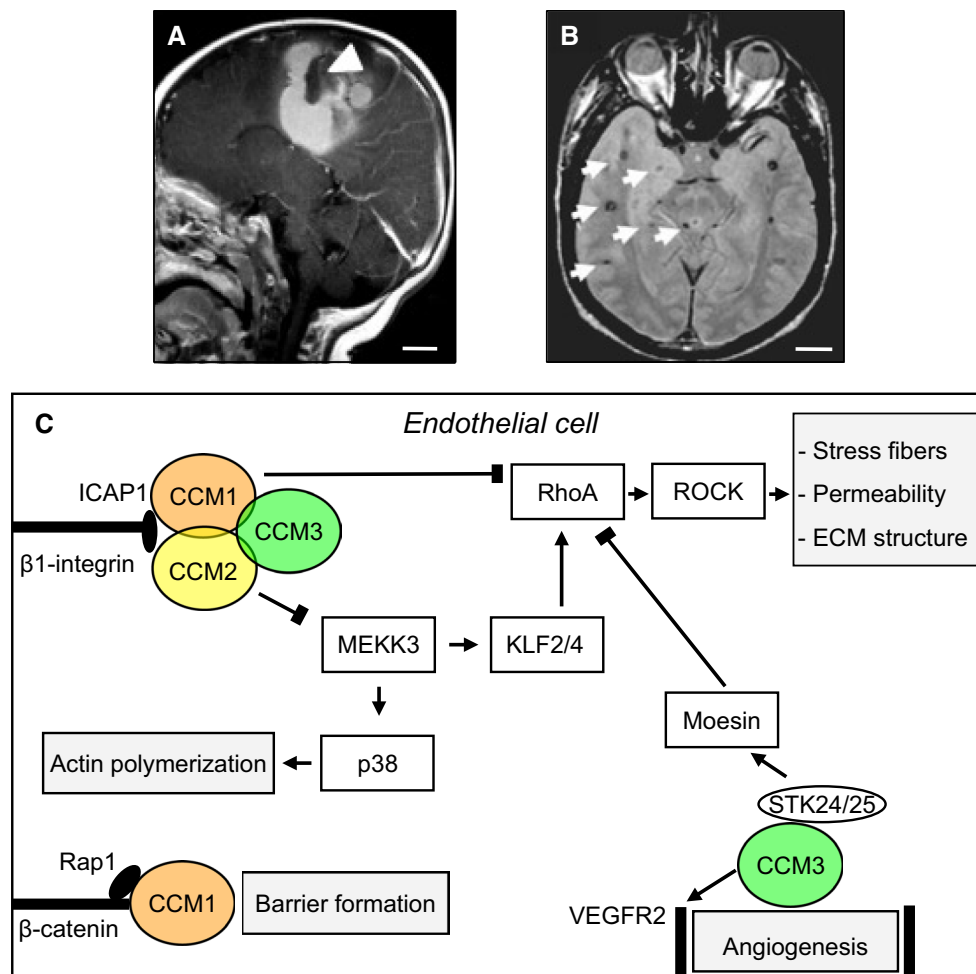 A
B
C
Endothelial cell
ICAP1
CCM1
CCM3
CCM2
β1-integrin
RhoA
ROCK
- Stress fibers
- Permeability
- ECM structure
MEKK3
KLF2/4
Moesin
Actin polymerization
p38
STK24/25
CCM3
Rap1
CCM1
Barrier formation
β-catenin
VEGFR2
Angiogenesis